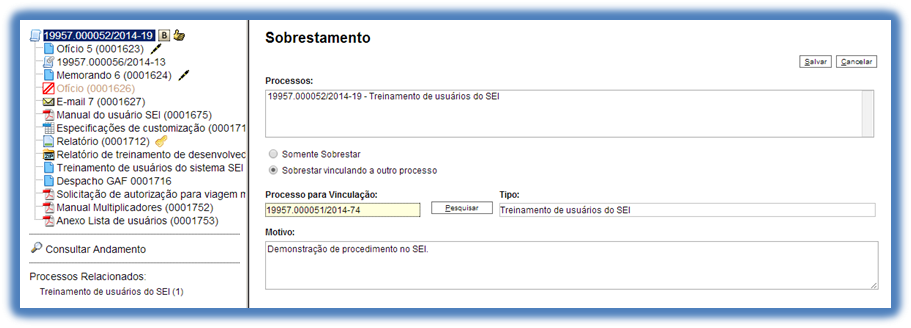 19957.000052/2014-19
Ofício 5 (0001623)
19957.000056/2014-13
Memorando 6 (0001624)
Ofício (0001626)
E-mail 7 (0001627)
Manual do usuário SEI (0001675)
Especificações de customização (000171
Relatório (0001712)
Relatório de treinamento de desenvolvec
Treinamento de usuários do sistema SEI
Despacho GAF 0001716
Solicitação de autorização para viagem n
Manual Multiplicadores (0001752)
Anexo Lista de usuários (0001753)
Consultar Andamento
Processos Relacionados:
Treinamento de usuários do SEI (1)
Sobrestamento
Salvar Cancelar
Processos:
19957.000052/2014-19 - Treinamento de usuários do SEI
Somente Sobrestar
Sobrestar vinculando a outro processo
Processo para Vinculação: Tipo:
19957.000051/2014-74 Pesquisar Treinamento de usuários do SEI
Motivo:
Demonstração de procedimento no SEI.